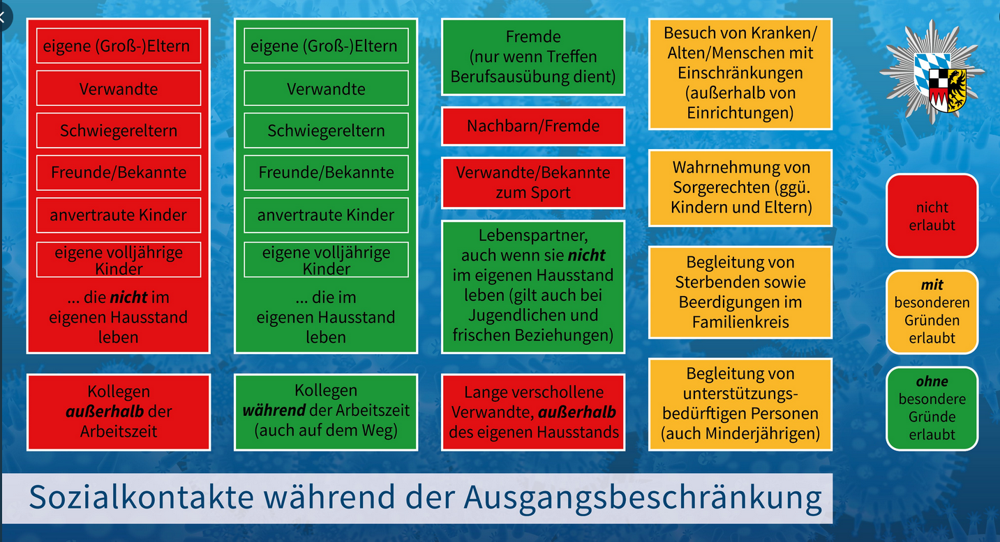 eigene (Groß-)Eltern
Verwandte
Schwiegereltern
Freunde/Bekannte
anvertraute Kinder
eigene volljährige
Kinder
... die nicht im
eigenen Hausstand
leben
Kollegen
außerhalb der
Arbeitszeit
eigene (Groß-)Eltern
Verwandte
Schwiegereltern
Freunde/Bekannte
anvertraute Kinder
eigene volljährige
Kinder
... die im
eigenen Hausstand
leben
Kollegen
während der Arbeitszeit
(auch auf dem Weg)
Fremde
(nur wenn Treffen
Berufsausübung dient)
Nachbarn/Fremde
Verwandte/Bekannte
zum Sport
Lebenspartner,
auch wenn sie nicht
im eigenen Hausstand
leben (gilt auch bei
Jugendlichen und
frischen Beziehungen)
Lange verschollene
Verwandte, außerhalb
des eigenen Hausstands
Besuch von Kranken/
Alten/Menschen mit
Einschränkungen
(außerhalb von
Einrichtungen)
Wahrnehmung von
Sorgerechten (ggü.
Kindern und Eltern)
Begleitung von
Sterbenden sowie
Beerdigungen im
Familienkreis
Begleitung von
unterstützungs-
bedürftigen Personen
(auch Minderjährigen)
nicht
erlaubt
mit
besonderen
Gründen
erlaubt
ohne
besondere
Gründe
erlaubt
Sozialkontakte während der Ausgangsbeschränkung